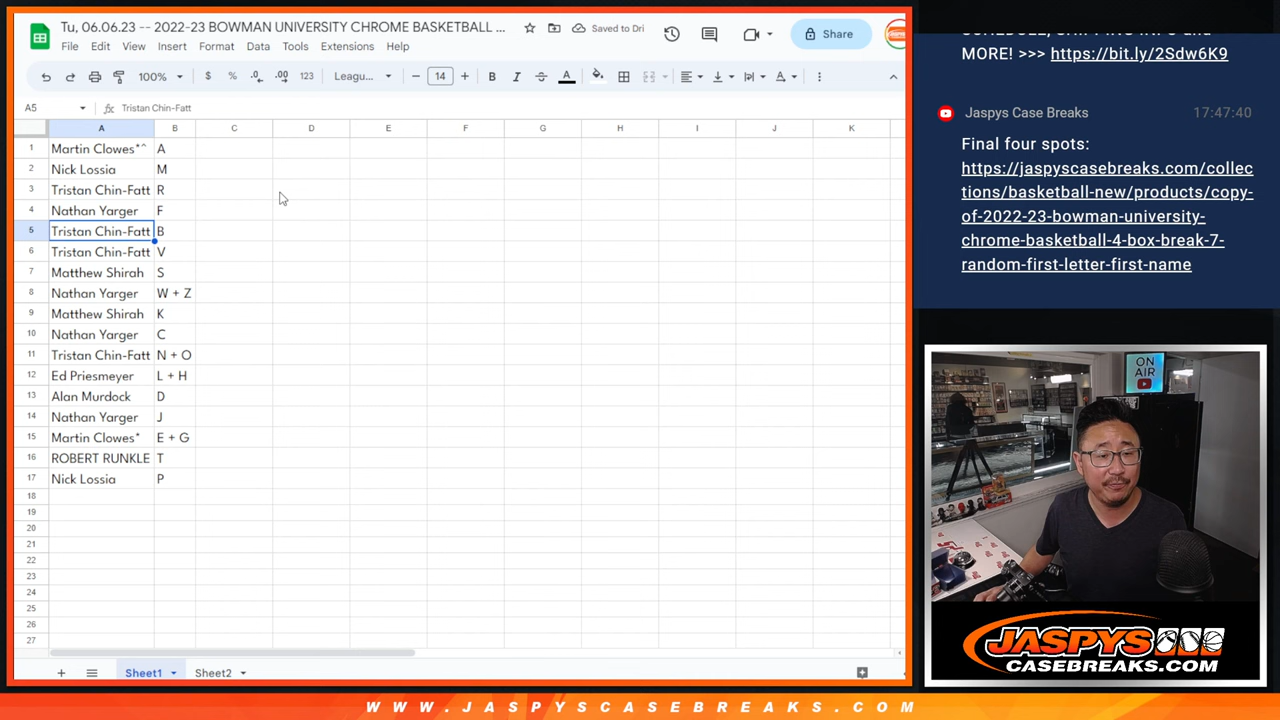 Tu, 06.06.23 -- 2022-23 BOWMAN UNIVERSITY CHROME BASKETBALL ...
Saved to Dri
Share
File Edit View Insert Format Data Tools Extensions Help
100% $ % .0 .00 123 Leagu... 14 B I A
A5 fx Tristan Chin-Fatt
A B C D E F G H I J K
1 Martin Clowes*^ A
2 Nick Lossia M
3 Tristan Chin-Fatt R
4 Nathan Yarger F
5 Tristan Chin-Fatt B
6 Tristan Chin-Fatt V
7 Matthew Shirah S
8 Nathan Yarger W + Z
9 Matthew Shirah K
10 Nathan Yarger C
11 Tristan Chin-Fatt N + O
12 Ed Priesmeyer L + H
13 Alan Murdock D
14 Nathan Yarger J
15 Martin Clowes* E + G
16 ROBERT RUNKLE T
17 Nick Lossia P
18
19
20
21
22
23
24
25
26
27
Sheet1 Sheet2
MORE! >>> https://bit.ly/2Sdw6K9
Jaspys Case Breaks 17:47:40
Final four spots:
https://jaspyscasebreaks.com/collec
tions/basketball-new/products/copy-
of-2022-23-bowman-university-
chrome-basketball-4-box-break-7-
random-first-letter-first-name
ON
AIR
JASPYS
CASEBREAKS.COM
WWW.JASPYSCASEBREAKS.COM